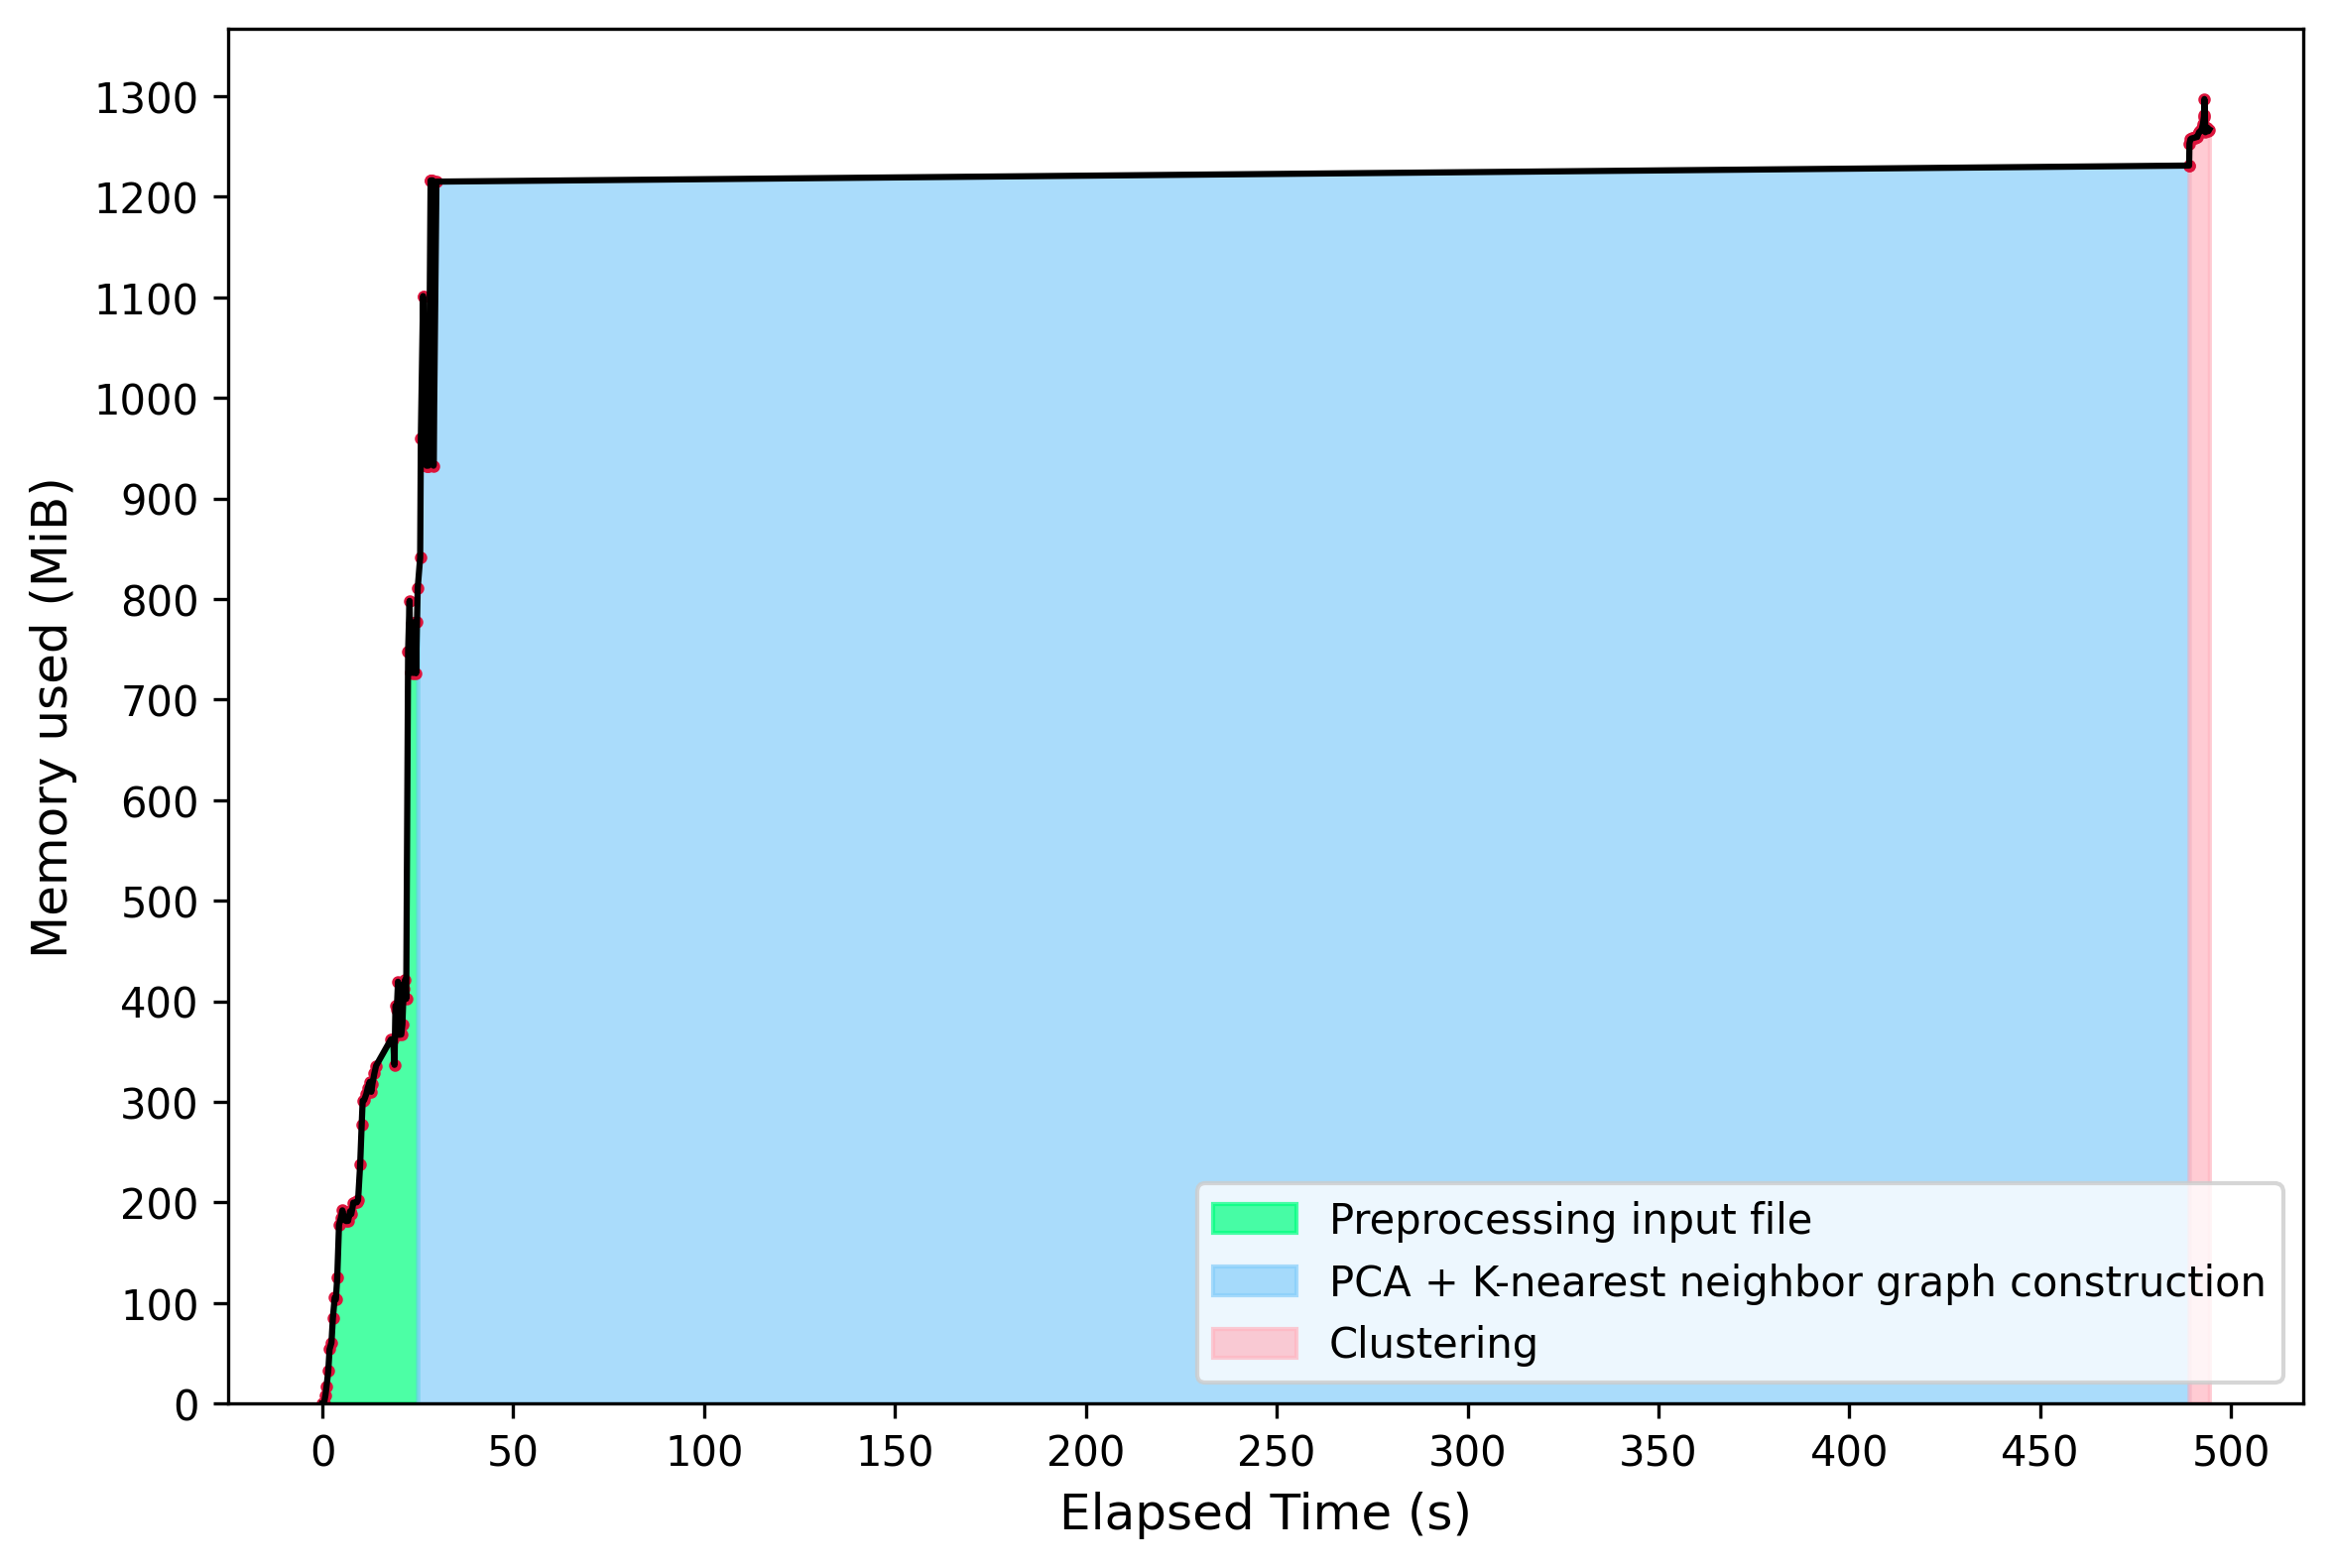 1300
1200
1100
1000
900
800
700
600
500
400
300
200
100
0
Memory used (MiB)
Preprocessing input file
PCA + K-nearest neighbor graph construction
Clustering
0 50 100 150 200 250 300 350 400 450 500
Elapsed Time (s)